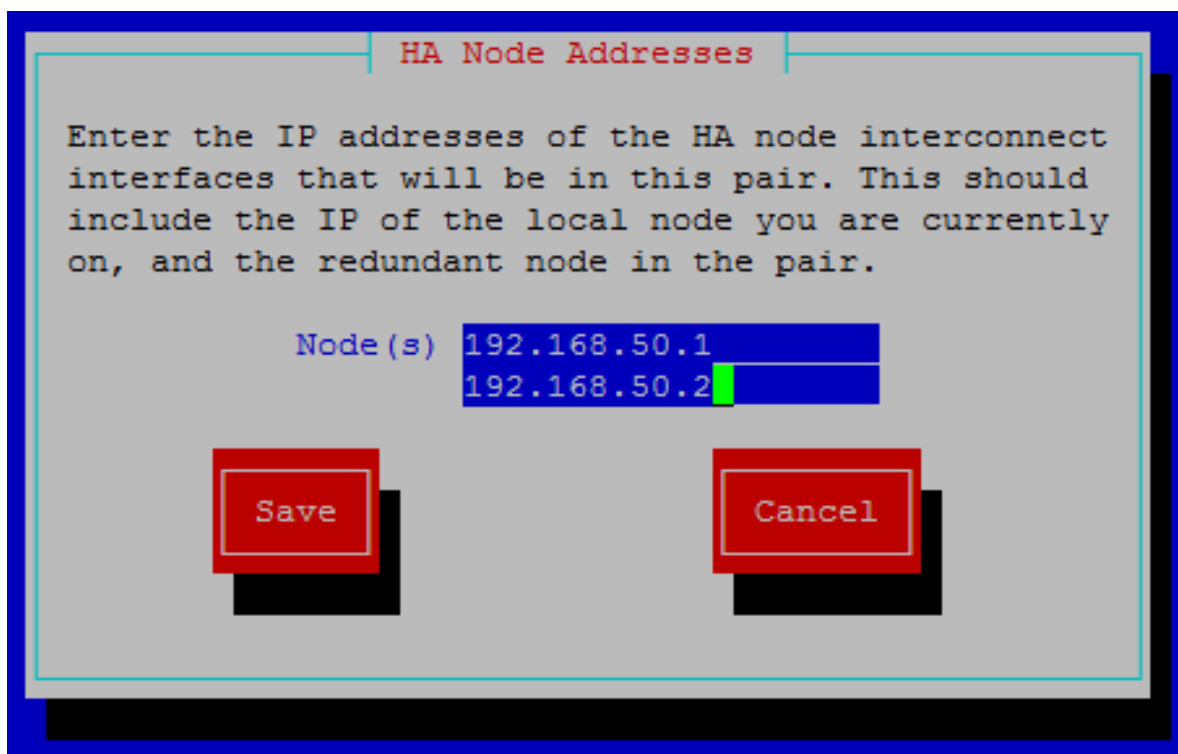 HA Node Addresses
Enter the IP addresses of the HA node interconnect
interfaces that will be in this pair. This should
include the IP of the local node you are currently
on, and the redundant node in the pair.
Node(s) 192.168.50.1
192.168.50.2
Save Cancel